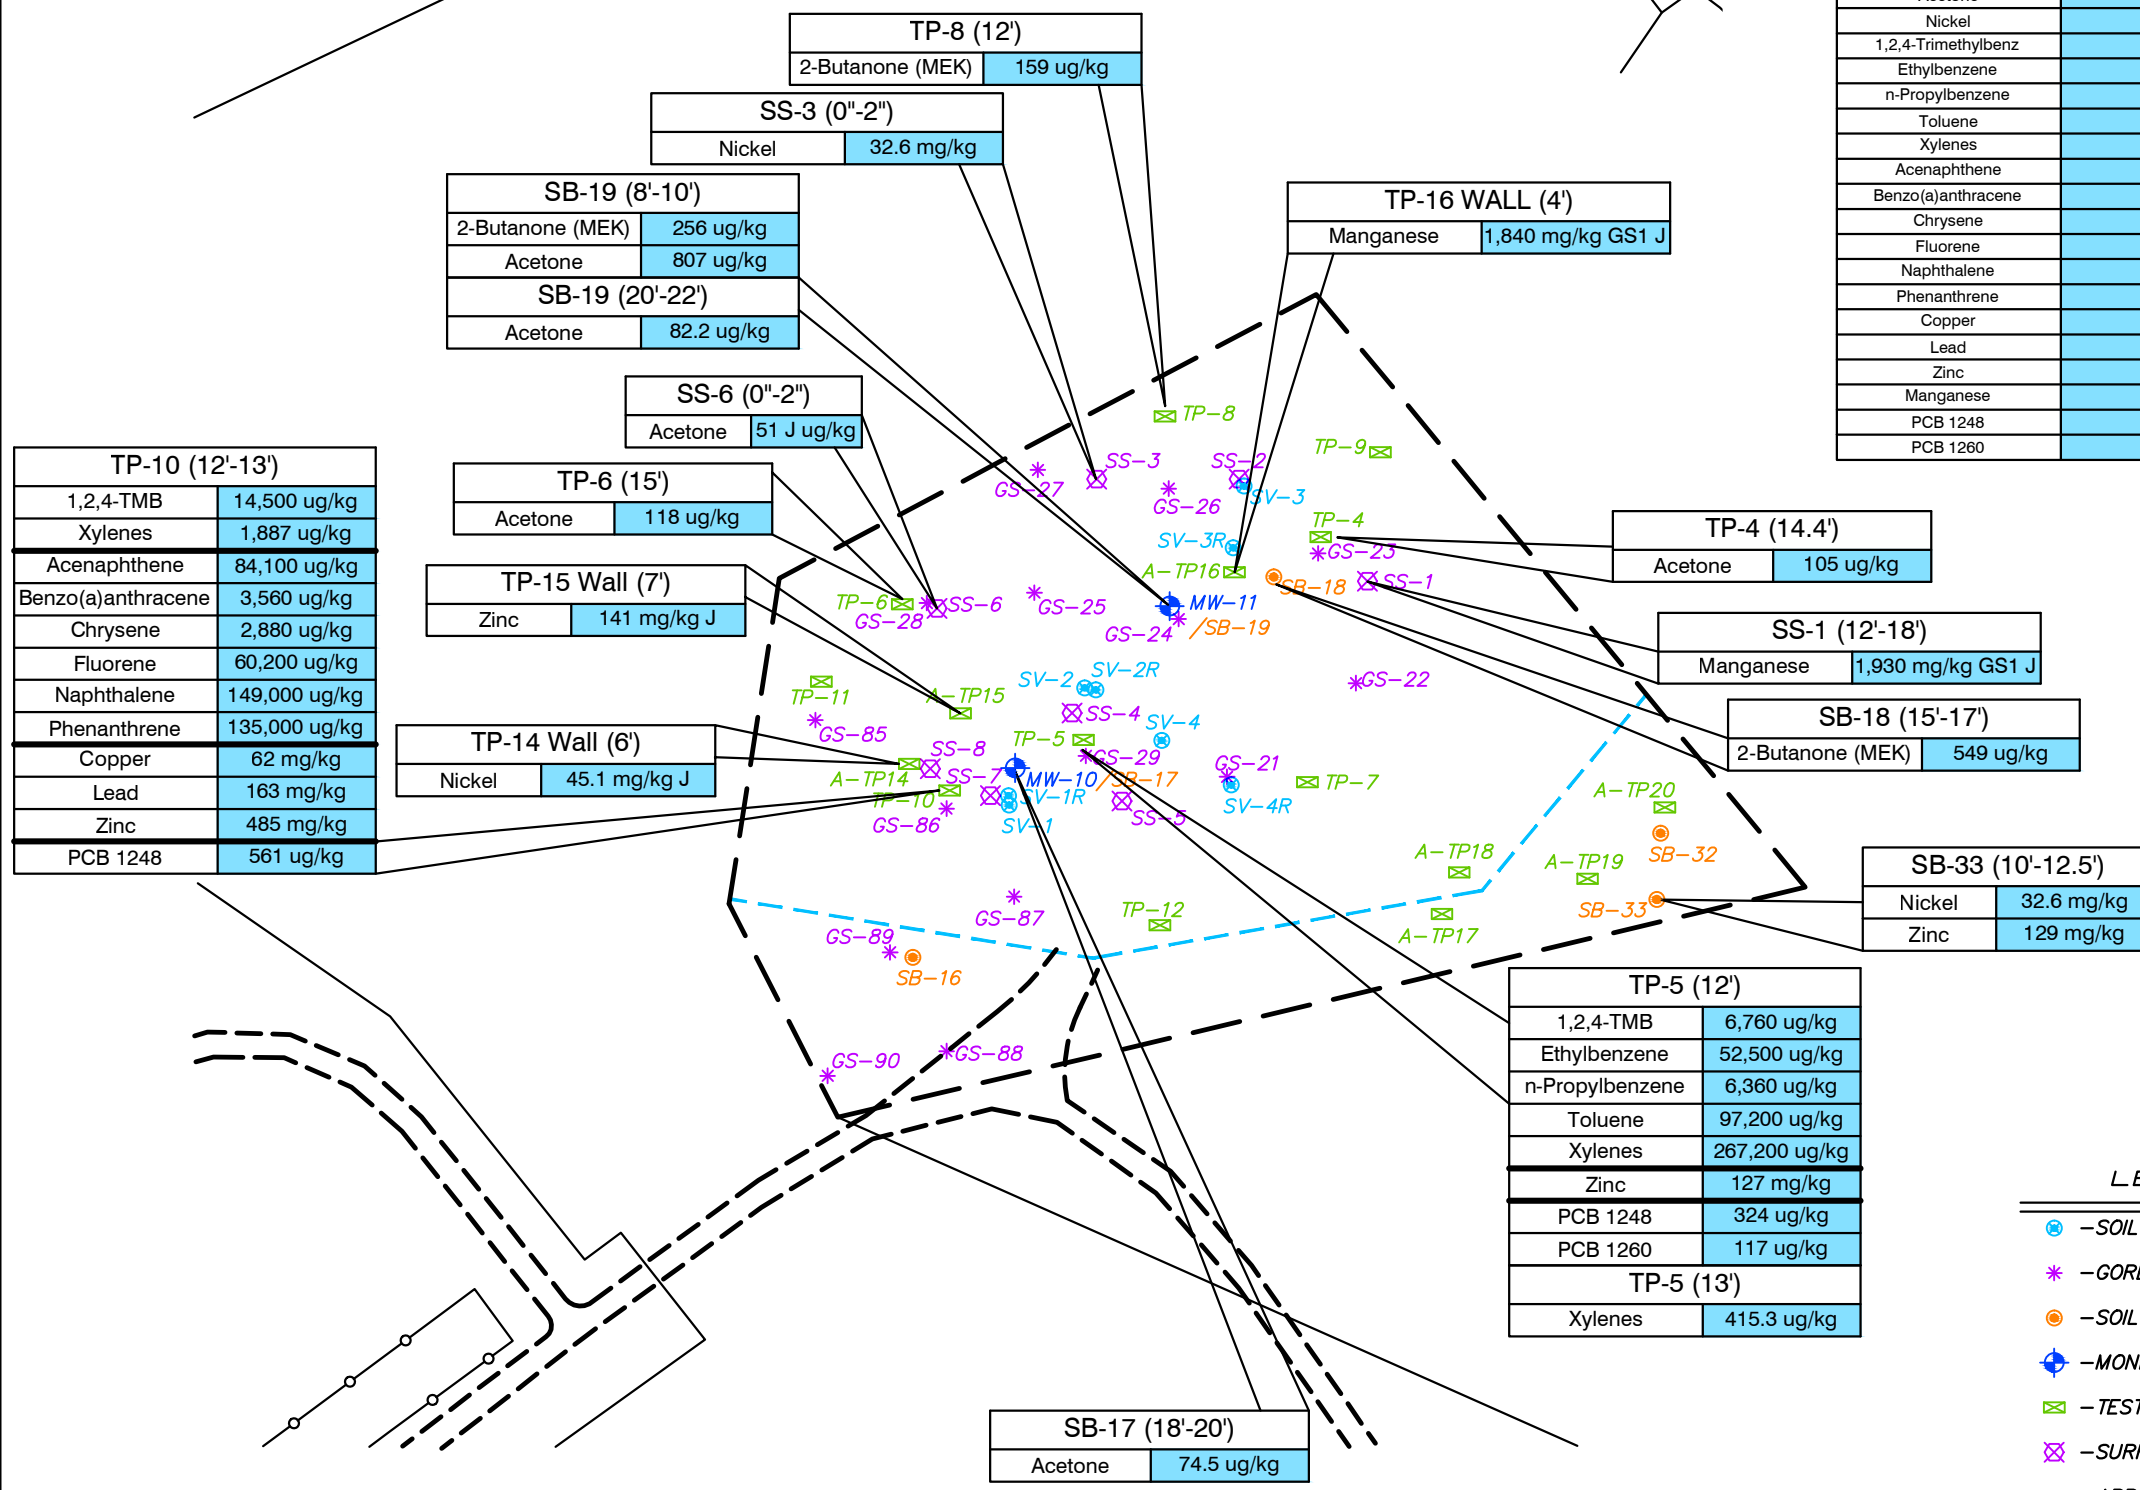 TP-8 (12')
2-Butanone (MEK) 159 ug/kg
SS-3 (0"-2")
Nickel 32.6 mg/kg
SB-19 (8'-10')
2-Butanone (MEK) 256 ug/kg
Acetone 807 ug/kg
SB-19 (20'-22')
Acetone 82.2 ug/kg
TP-16 WALL (4')
Manganese 1,840 mg/kg GS1 J
Nickel
1,2,4-Trimethylbenz
Ethylbenzene
n-Propylbenzene
Toluene
Xylenes
Acenaphthene
Benzo(a)anthracene
Chrysene
Fluorene
Naphthalene
Phenanthrene
Copper
Lead
Zinc
Manganese
PCB 1248
PCB 1260
SS-6 (0"-2")
Acetone 51 J ug/kg
TP-6 (15')
Acetone 118 ug/kg
TP-15 Wall (7')
Zinc 141 mg/kg J
TP-14 Wall (6')
Nickel 45.1 mg/kg J
TP-10 (12'-13')
1,2,4-TMB 14,500 ug/kg
Xylenes 1,887 ug/kg
Acenaphthene 84,100 ug/kg
Benzo(a)anthracene 3,560 ug/kg
Chrysene 2,880 ug/kg
Fluorene 60,200 ug/kg
Naphthalene 149,000 ug/kg
Phenanthrene 135,000 ug/kg
Copper 62 mg/kg
Lead 163 mg/kg
Zinc 485 mg/kg
PCB 1248 561 ug/kg
TP-8
TP-9
SS-3
SS-2
GS-27
GS-26
SV-3
TP-4
SV-3R
GS-23
A-TP16
SB-18
SS-1
TP-6
SS-6
GS-28
GS-25
MW-11
GS-24
/SB-19
TP-11
A-TP15
SV-2
SV-2R
GS-22
GS-85
SS-4
SV-4
TP-5
GS-29
SS-8
A-TP14
SS-7
MW-10
/SB-17
GS-21
TP-7
TP-10
SV-1R
SV-4R
GS-86
SV-1
SS-5
A-TP20
SB-32
A-TP18
A-TP19
SB-33
A-TP17
GS-87
TP-12
GS-89
SB-16
GS-90
GS-88
TP-4 (14.4')
Acetone 105 ug/kg
SS-1 (12'-18')
Manganese 1,930 mg/kg GS1 J
SB-18 (15'-17')
2-Butanone (MEK) 549 ug/kg
SB-33 (10'-12.5')
Nickel 32.6 mg/kg
Zinc 129 mg/kg
TP-5 (12')
1,2,4-TMB 6,760 ug/kg
Ethylbenzene 52,500 ug/kg
n-Propylbenzene 6,360 ug/kg
Toluene 97,200 ug/kg
Xylenes 267,200 ug/kg
Zinc 127 mg/kg
PCB 1248 324 ug/kg
PCB 1260 117 ug/kg
TP-5 (13')
Xylenes 415.3 ug/kg
SB-17 (18'-20')
Acetone 74.5 ug/kg
-SOIL
-SOIL
-TEST